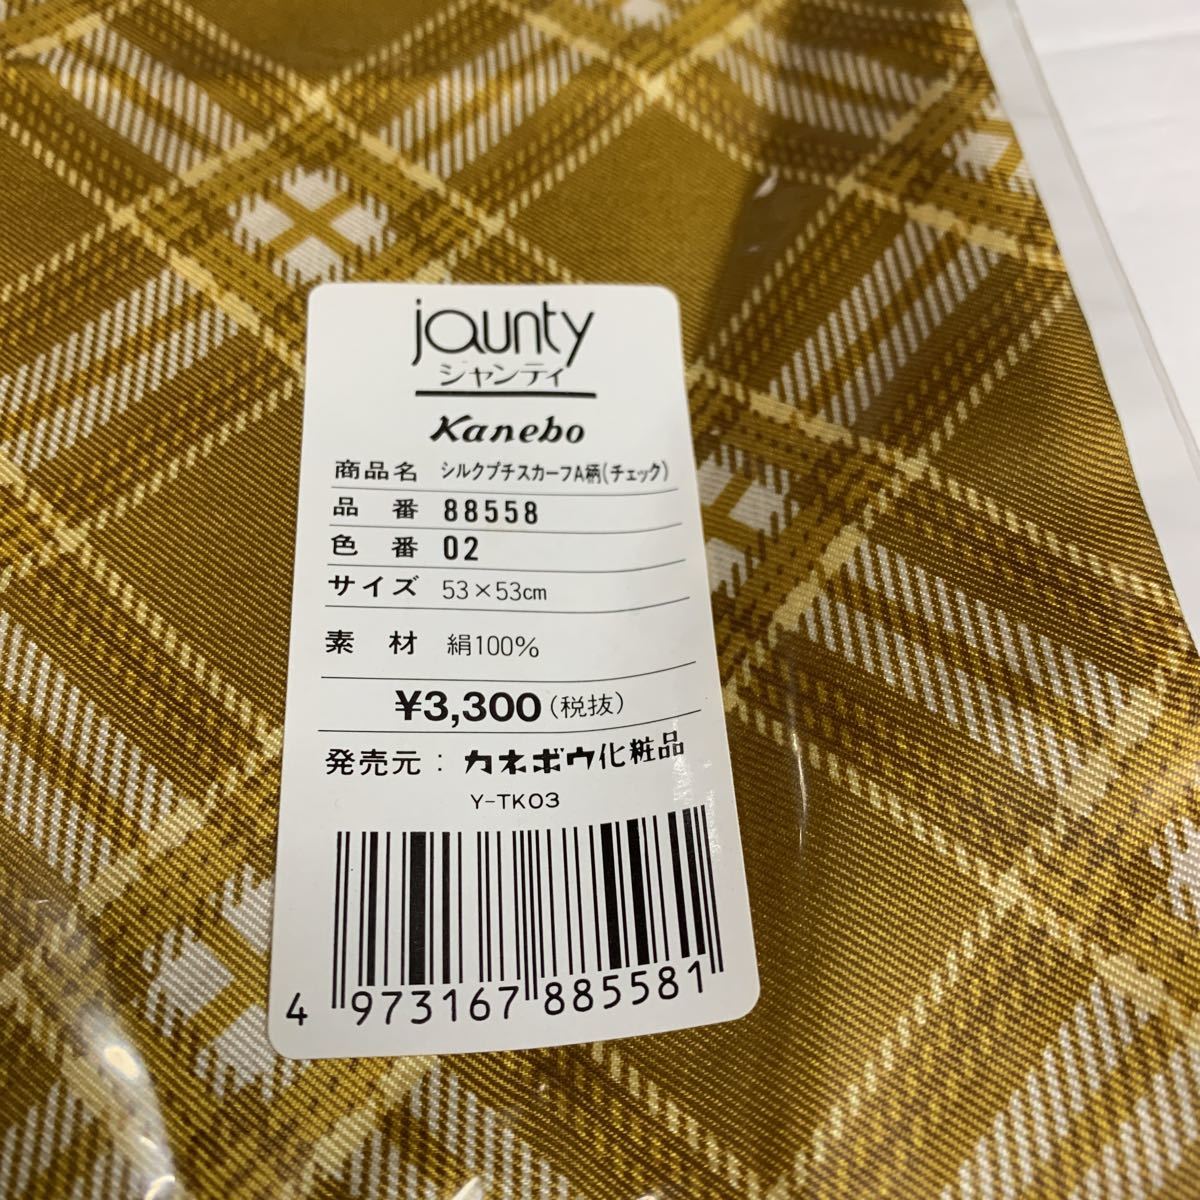 jaunty
シャンティ
Kanebo
商品名 シルクプチスカーフA柄(チェック)
品番 88558
色番 02
サイズ 53×53cm
素材 絹100%
¥3,300(税抜)
発売元:カネボウ化粧品
Y-TK03
4 973167 885581